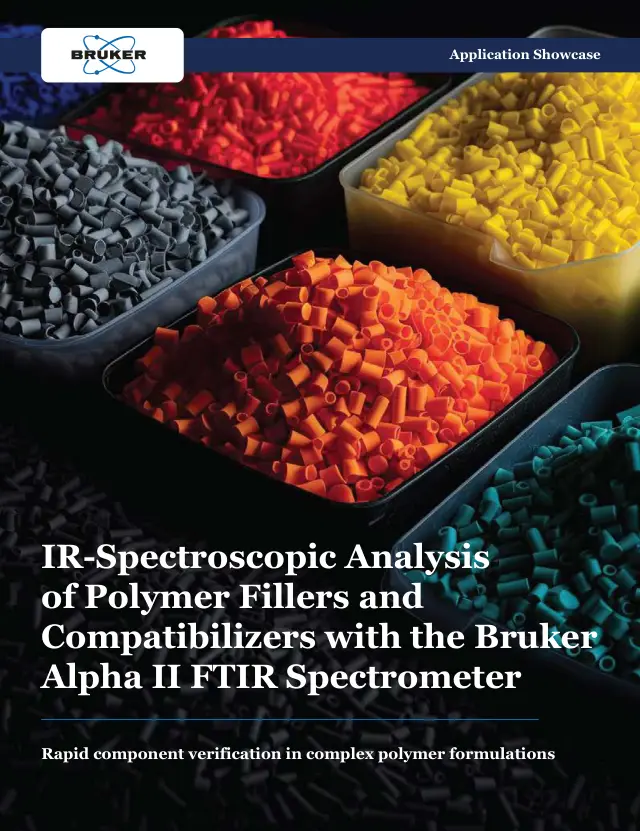 BRUKER
Application Showcase
IR-Spectroscopic Analysis
of Polymer Fillers and
Compatibilizers with the Bruker
Alpha II FTIR Spectrometer
Rapid component verification in complex polymer formulations